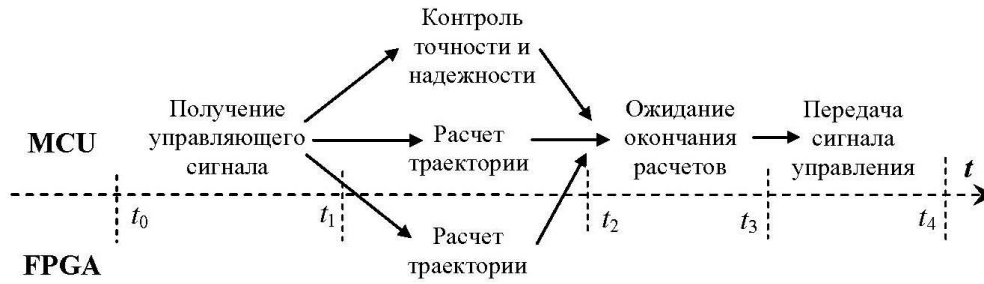 Контроль
точности и
надежности
Получение
управляющего
сигнала
Расчет
траектории
Ожидание
окончания
расчетов
Передача
сигнала
управления
MCU
t
t0
t1
t2
t3
t4
Расчет
траектории
FPGA